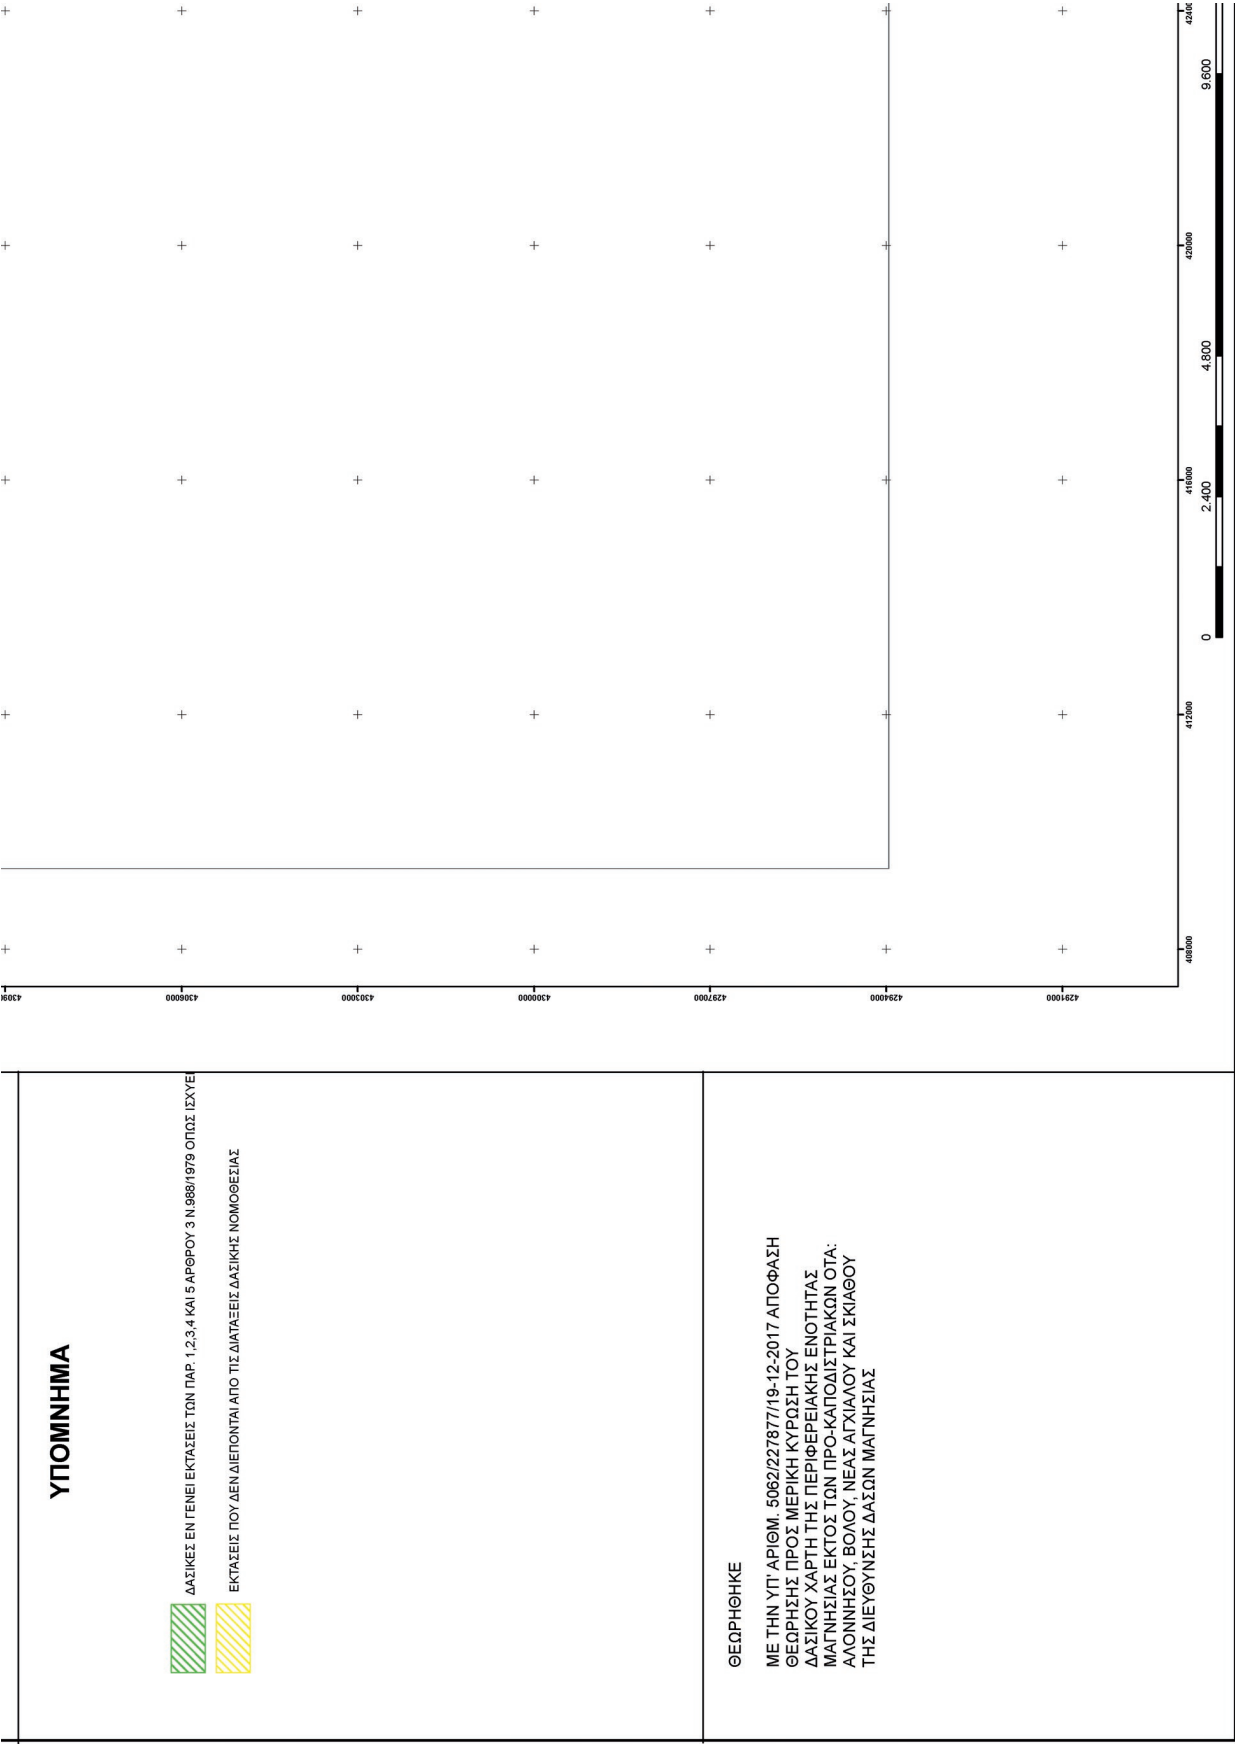 ΥΠΟΜΝΗΜΑ
ΔΑΣΙΚΕΣ ΕΝ ΓΕΝΕΙ ΕΚΤΑΣΕΙΣ ΤΩΝ ΠΑΡ. 1,2,3,4 ΚΑΙ 5 ΑΡΘΡΟΥ 3 Ν.988/1979 ΟΠΩΣ ΙΣΧΥΕΙ
ΕΚΤΑΣΕΙΣ ΠΟΥ ΔΕΝ ΔΙΕΠΟΝΤΑΙ ΑΠΟ ΤΙΣ ΔΙΑΤΑΞΕΙΣ ΔΑΣΙΚΗΣ ΝΟΜΟΘΕΣΙΑΣ
ΘΕΩΡΗΘΗΚΕ
ΜΕ ΤΗΝ ΥΠ' ΑΡΙΘΜ. 5062/227877/19-12-2017 ΑΠΟΦΑΣΗ
ΘΕΩΡΗΣΗΣ ΠΡΟΣ ΜΕΡΙΚΗ ΚΥΡΩΣΗ ΤΟΥ
ΔΑΣΙΚΟΥ ΧΑΡΤΗ ΤΗΣ ΠΕΡΙΦΕΡΕΙΑΚΗΣ ΕΝΟΤΗΤΑΣ
ΜΑΓΝΗΣΙΑΣ ΕΚΤΟΣ ΤΩΝ ΠΡΟ-ΚΑΠΟΔΙΣΤΡΙΑΚΩΝ ΟΤΑ:
ΑΛΟΝΝΗΣΟΥ, ΒΟΛΟΥ, ΝΕΑΣ ΑΓΧΙΑΛΟΥ ΚΑΙ ΣΚΙΑΘΟΥ
ΤΗΣ ΔΙΕΥΘΥΝΣΗΣ ΔΑΣΩΝ ΜΑΓΝΗΣΙΑΣ
4306000
4303000
4300000
4297000
4294000
4291000
408000
412000
416000
420000
0
2.400
4.800
9.600